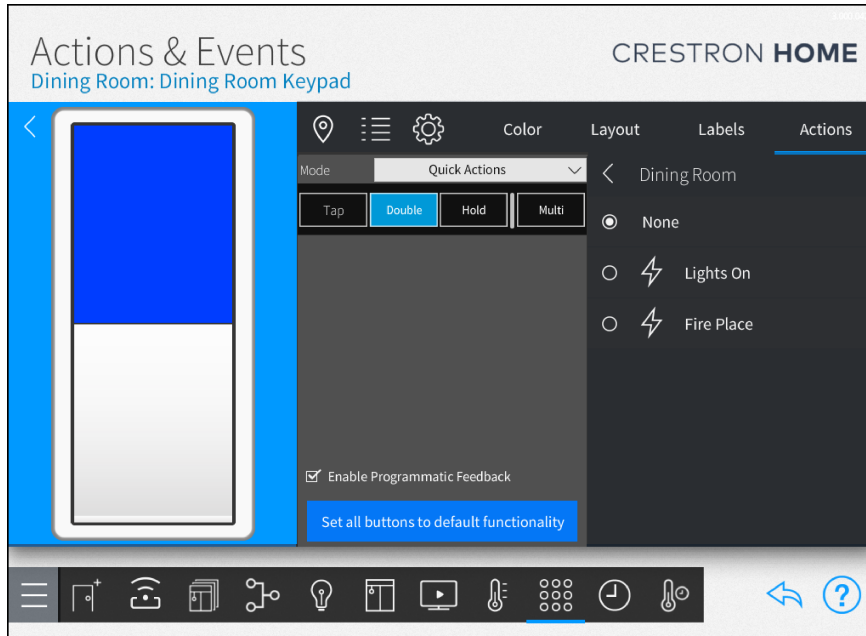 Actions & Events
CRESTRON HOME
Dining Room: Dining Room Keypad
Color Layout Labels Actions
Mode Quick Actions
Dining Room
Tap Double Hold Multi
None
Lights On
Fire Place
Enable Programmatic Feedback
Set all buttons to default functionality
?